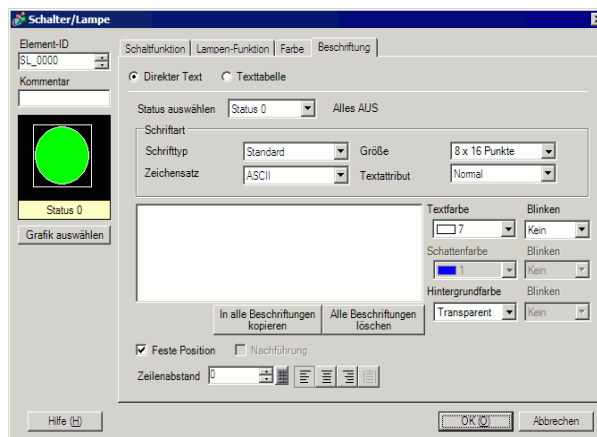 Schalter/Lampe
Element-ID
SL_0000
Kommentar
Status 0
Grafik auswählen
Schaltfunktion Lampen-Funktion Farbe Beschriftung
Direkter Text Texttabelle
Status auswählen Status 0 Alles AUS
Schriftart
Schrifttyp Standard Größe 8 x 16 Punkte
Zeichensatz ASCII Textattribut Normal
Textfarbe Blinken
7 Kein
Schattenfarbe Blinken
1 Kein
Hintergrundfarbe Blinken
Transparent Kein
In alle Beschriftungen kopieren
Alle Beschriftungen löschen
Feste Position Nachführung
Zeilenabstand 0
Hilfe (H) OK (O) Abbrechen